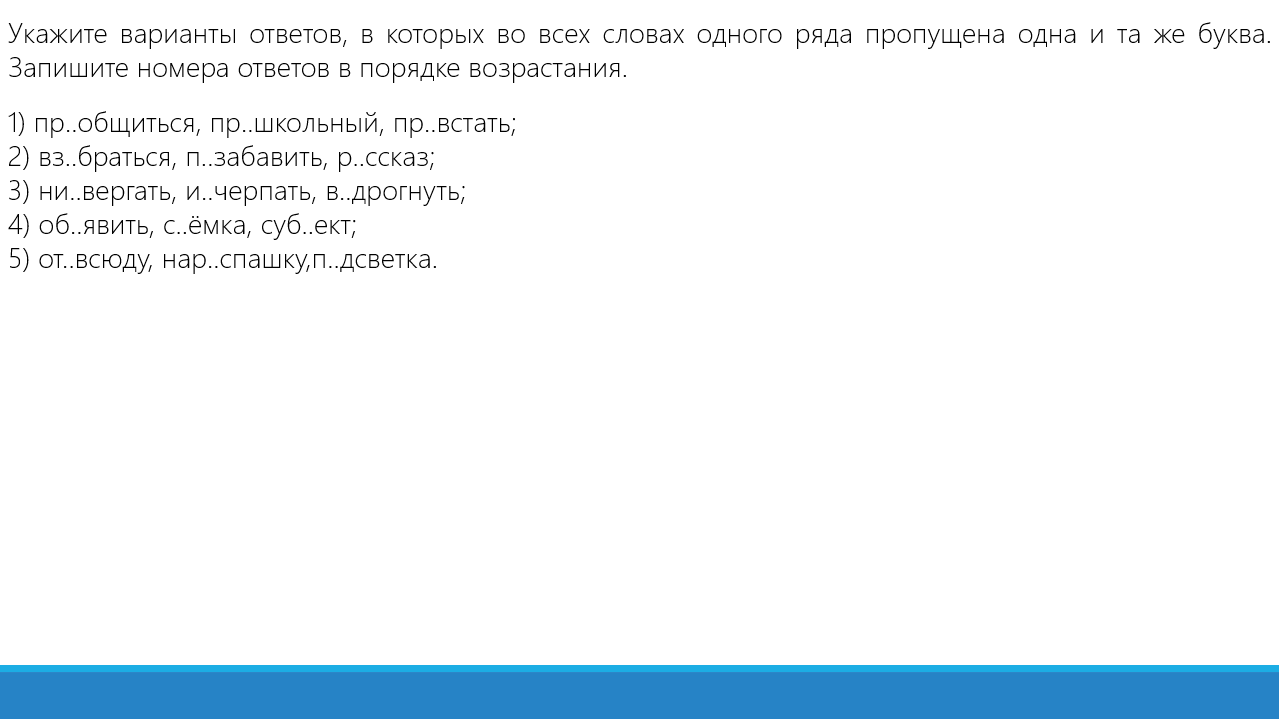 Укажите варианты ответов, в которых во всех словах одного ряда пропущена одна и та же буква.
Запишите номера ответов в порядке возрастания.
1) пр..общиться, пр..школьный, пр..встать;
2) вз..браться, п..забавить, р..ссказ;
3) ни..вергать, и..черпать, в..дрогнуть;
4) об..явить, с..ёмка, суб..ект;
5) от..всюду, нар..спашку,п..дсветка.